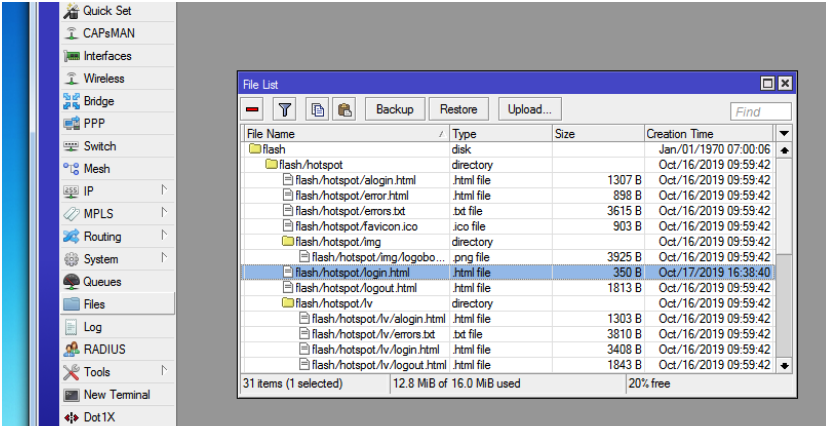 Quick Set
CAPsMAN
Interfaces
Wireless
Bridge
PPP
Switch
Mesh
IP
MPLS
Routing
System
Queues
Files
Log
RADIUS
Tools
New Terminal
Dot1X
File List
Backup Restore Upload... Find
File Name Type Size Creation Time
flash disk Jan/01/1970 07:00:06
flash/hotspot directory Oct/16/2019 09:59:42
flash/hotspot/alogin.html .html file 1307 B Oct/16/2019 09:59:42
flash/hotspot/error.html .html file 898 B Oct/16/2019 09:59:42
flash/hotspot/errors.txt .txt file 3615 B Oct/16/2019 09:59:42
flash/hotspot/favicon.ico .ico file 903 B Oct/16/2019 09:59:42
flash/hotspot/img directory Oct/16/2019 09:59:42
flash/hotspot/img/logobo... .png file 3925 B Oct/16/2019 09:59:42
flash/hotspot/login.html .html file 350 B Oct/17/2019 16:38:40
flash/hotspot/logout.html .html file 1813 B Oct/16/2019 09:59:42
flash/hotspot/lv directory Oct/16/2019 09:59:42
flash/hotspot/lv/alogin.html .html file 1303 B Oct/16/2019 09:59:42
flash/hotspot/lv/errors.txt .txt file 3810 B Oct/16/2019 09:59:42
flash/hotspot/lv/login.html .html file 3408 B Oct/16/2019 09:59:42
flash/hotspot/lv/logout.html .html file 1843 B Oct/16/2019 09:59:42
31 items (1 selected) 12.8 MiB of 16.0 MiB used 20% free